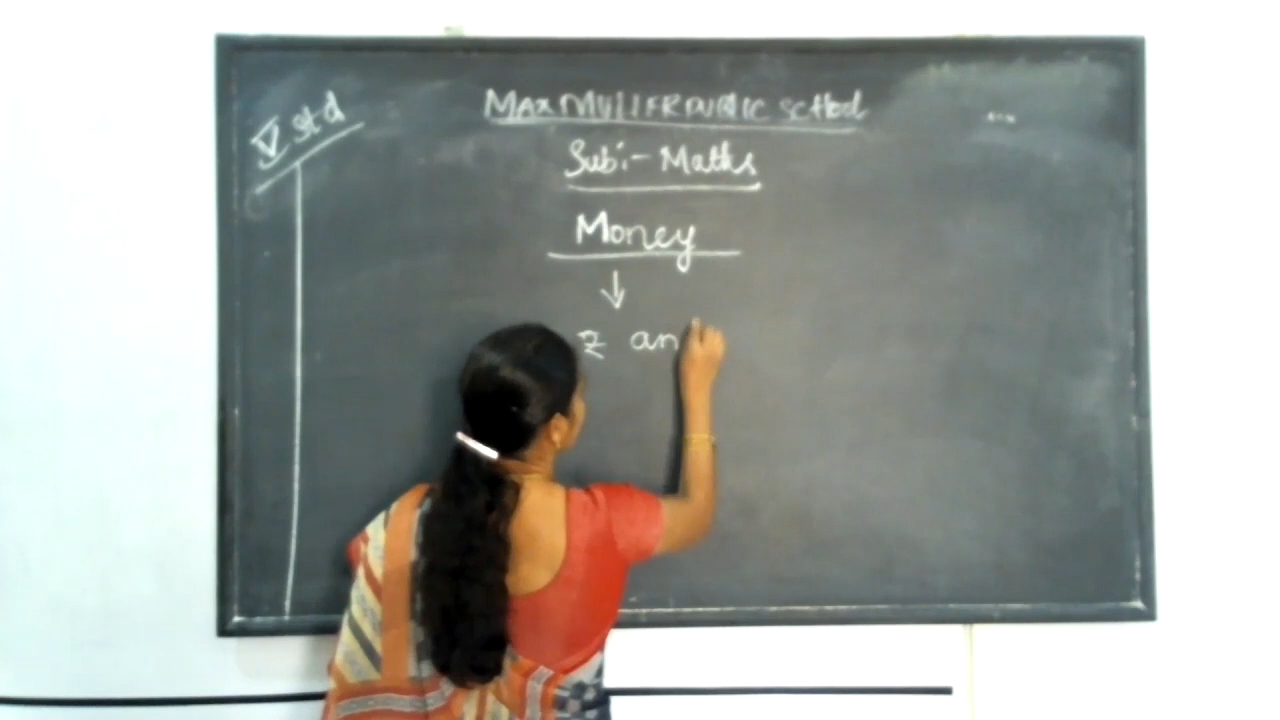 V Std
MAX MULLER PUBLIC SCHOOL
Sub:- Maths
Money
↓
₹ an